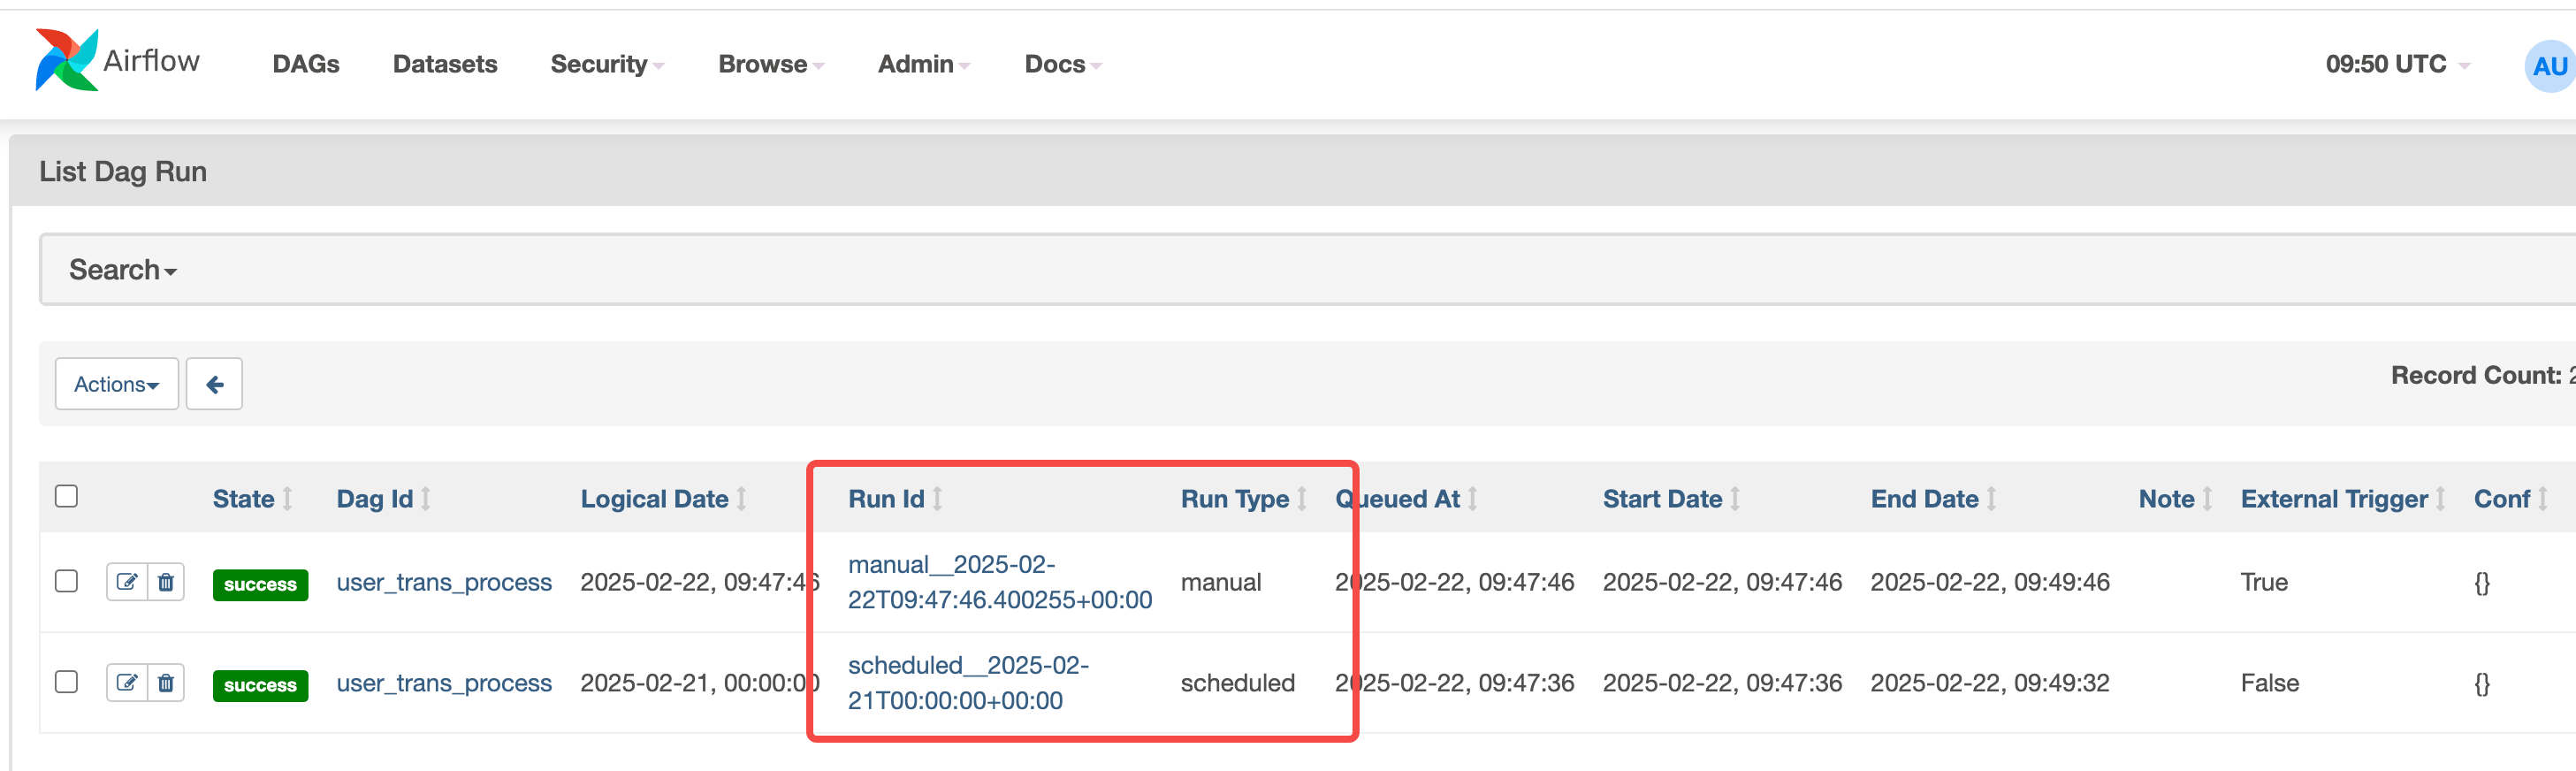 Airflow DAGs Datasets Security Browse Admin Docs 09:50 UTC AU
List Dag Run
Search
Actions Record Count:
State Dag Id Logical Date Run Id Run Type Queued At Start Date End Date Note External Trigger Conf
success user_trans_process 2025-02-22, 09:47:46 manual__2025-02-22T09:47:46.400255+00:00 manual 2025-02-22, 09:47:46 2025-02-22, 09:47:46 2025-02-22, 09:49:46 True {}
success user_trans_process 2025-02-21, 00:00:00 scheduled__2025-02-21T00:00:00+00:00 scheduled 2025-02-22, 09:47:36 2025-02-22, 09:47:36 2025-02-22, 09:49:32 False {}